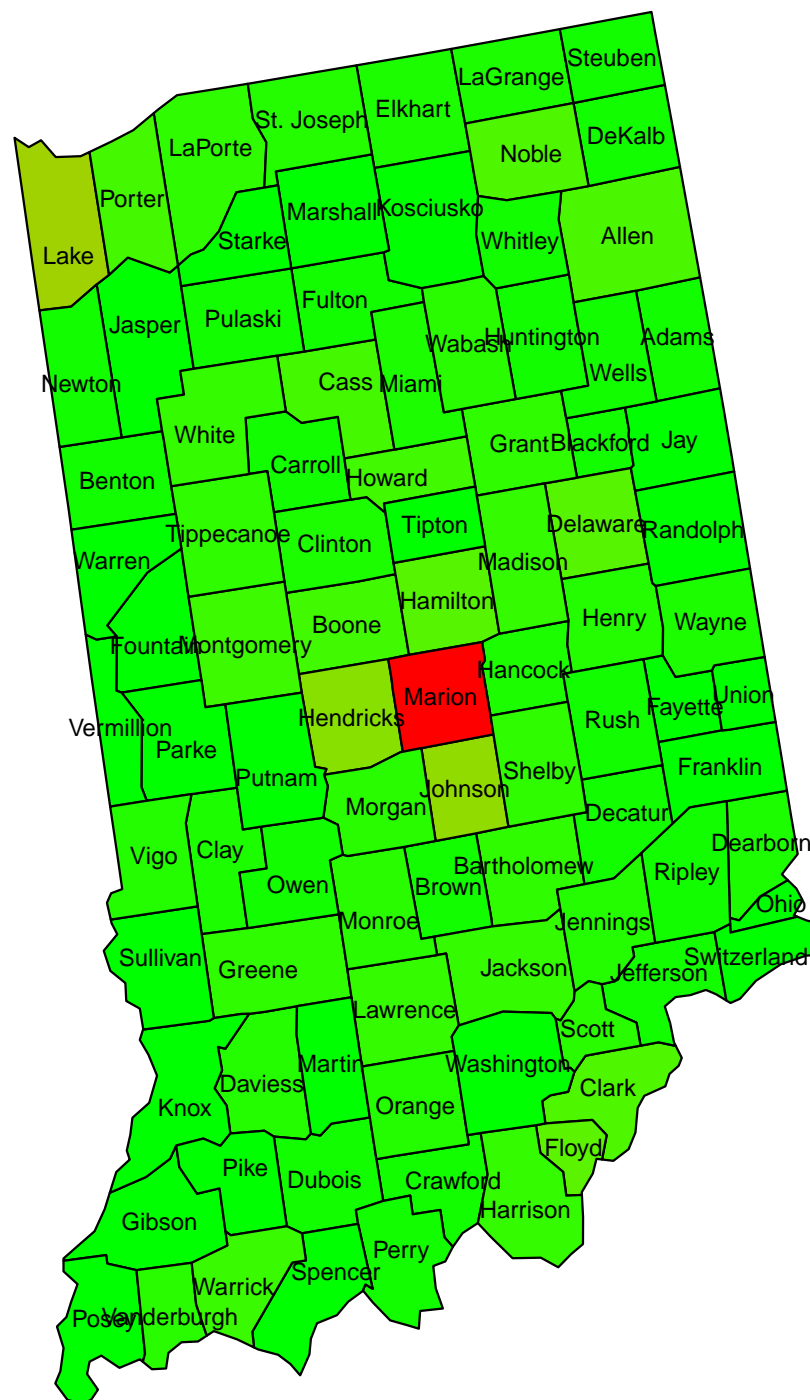 Steuben
LaGrange
Elkhart
St. Joseph
DeKalb
LaPorte
Noble
Porter
Kosciusko
Marshall
Allen
Starke
Whitley
Lake
Fulton
Pulaski
Jasper
Adams
Huntington
Wabash
Wells
Cass
Miami
Newton
White
Jay
Blackford
Grant
Carroll
Howard
Benton
Tipton
Delaware
Randolph
Tippecanoe
Clinton
Madison
Warren
Hamilton
Henry
Wayne
Boone
Montgomery
Fountain
Hancock
Marion
Union
Fayette
Hendricks
Rush
Vermillion
Parke
Franklin
Shelby
Putnam
Johnson
Morgan
Decatur
Dearborn
Clay
Vigo
Bartholomew
Ripley
Owen
Brown
Ohio
Monroe
Jennings
Sullivan
Switzerland
Greene
Jackson
Jefferson
Lawrence
Scott
Martin
Washington
Daviess
Clark
Knox
Orange
Floyd
Pike
Dubois
Crawford
Harrison
Gibson
Perry
Spencer
Warrick
Vanderburgh
Posey